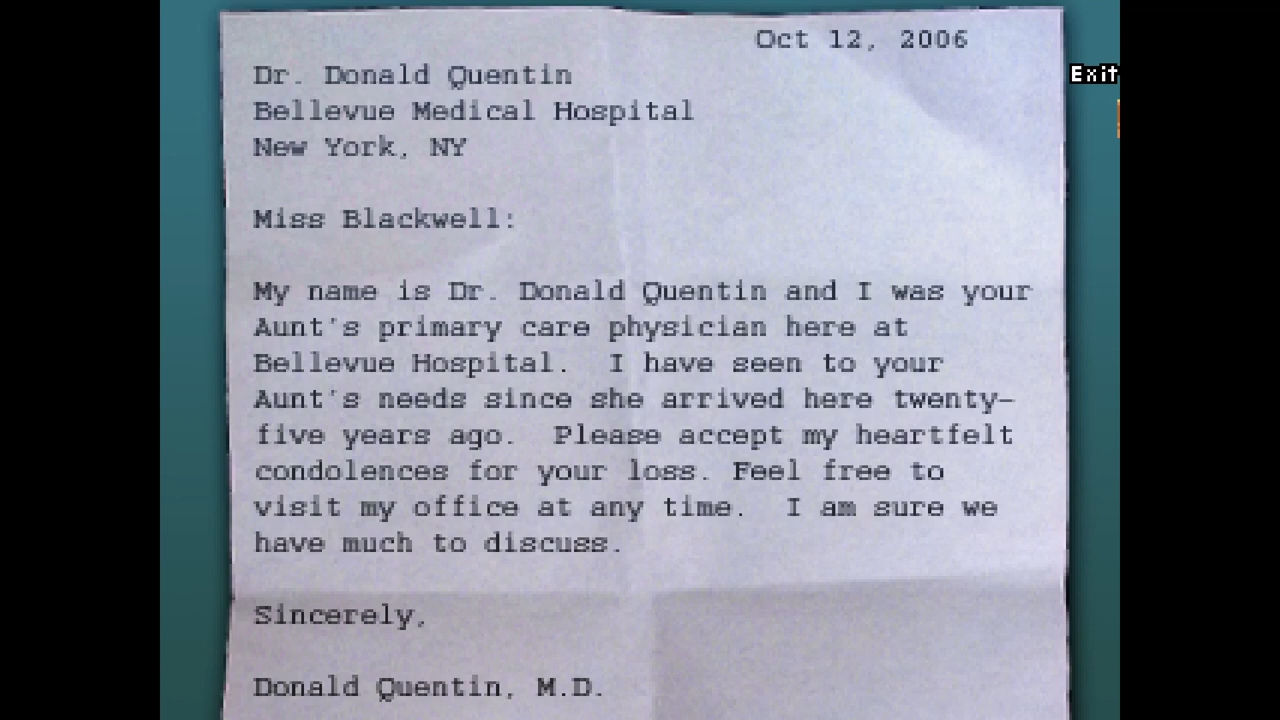 Oct 12, 2006
Exit
Dr. Donald Quentin
Bellevue Medical Hospital
New York, NY
Miss Blackwell:
My name is Dr. Donald Quentin and I was your
Aunt's primary care physician here at
Bellevue Hospital.  I have seen to your
Aunt's needs since she arrived here twenty-
five years ago.  Please accept my heartfelt
condolences for your loss. Feel free to
visit my office at any time.  I am sure we
have much to discuss.
Sincerely,
Donald Quentin, M.D.